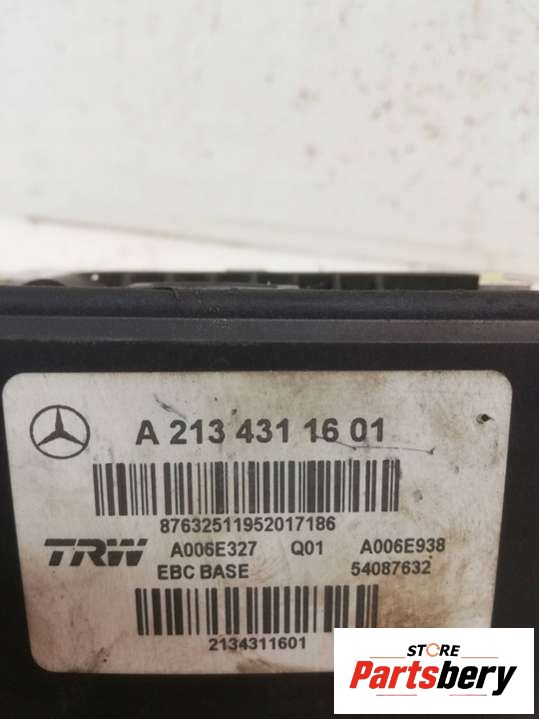 A 213 431 16 01
87632511952017186
TRW A006E327 Q01 A006E938
EBC BASE 54087632
2134311601
STORE
Partsbery